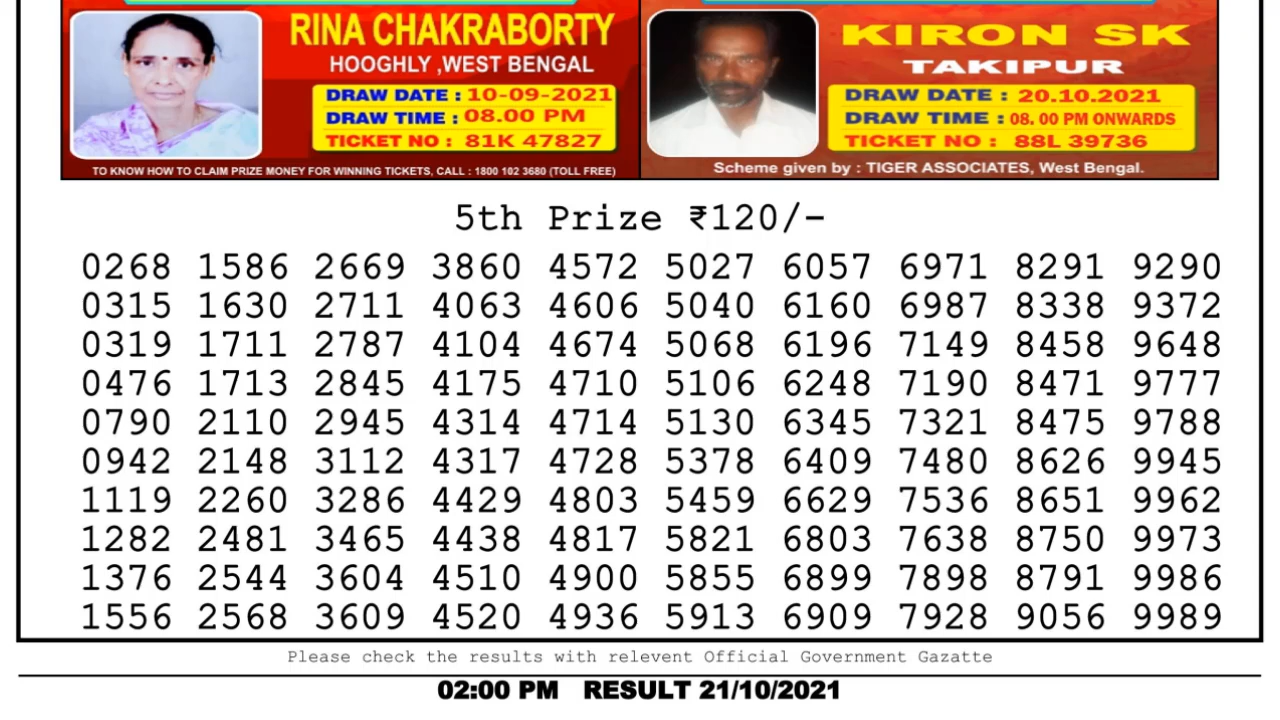 RINA CHAKRABORTY
HOOGHLY ,WEST BENGAL
DRAW DATE : 10-09-2021
DRAW TIME : 08.00 PM
TICKET NO : 81K 47827
TO KNOW HOW TO CLAIM PRIZE MONEY FOR WINNING TICKETS, CALL : 1800 102 3680 (TOLL FREE)
KIRON SK
TAKIPUR
DRAW DATE : 20.10.2021
DRAW TIME : 08. 00 PM ONWARDS
TICKET NO : 88L 39736
Scheme given by : TIGER ASSOCIATES, West Bengal.
5th Prize ₹120/-
0268 1586 2669 3860 4572 5027 6057 6971 8291 9290
0315 1630 2711 4063 4606 5040 6160 6987 8338 9372
0319 1711 2787 4104 4674 5068 6196 7149 8458 9648
0476 1713 2845 4175 4710 5106 6248 7190 8471 9777
0790 2110 2945 4314 4714 5130 6345 7321 8475 9788
0942 2148 3112 4317 4728 5378 6409 7480 8626 9945
1119 2260 3286 4429 4803 5459 6629 7536 8651 9962
1282 2481 3465 4438 4817 5821 6803 7638 8750 9973
1376 2544 3604 4510 4900 5855 6899 7898 8791 9986
1556 2568 3609 4520 4936 5913 6909 7928 9056 9989
Please check the results with relevent Official Government Gazatte
02:00 PM RESULT 21/10/2021